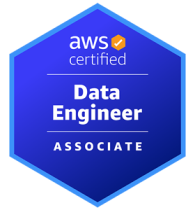 aws
certified
Data
Engineer
ASSOCIATE